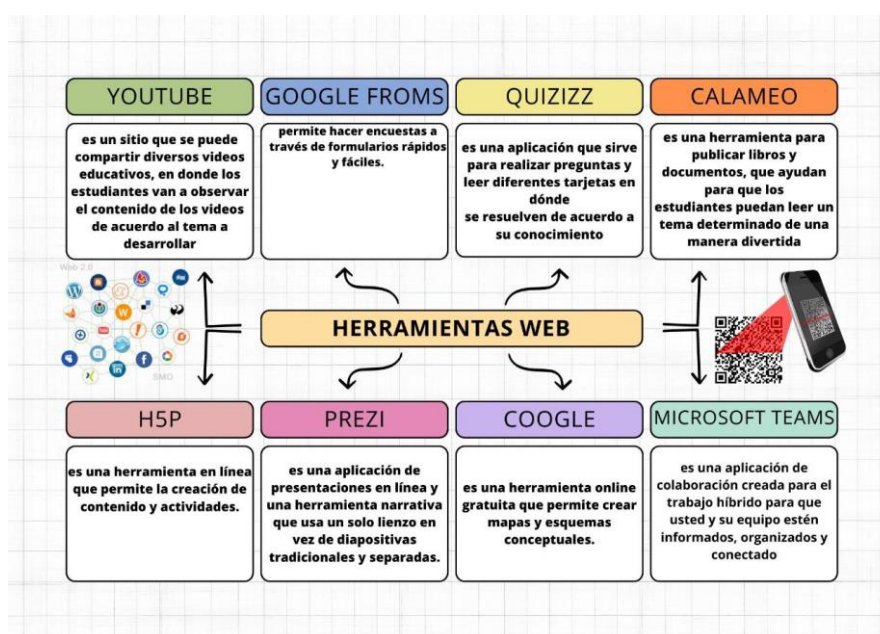 YOUTUBE
es un sitio que se puede
compartir diversos videos
educativos, en donde los
estudiantes van a observar
el contenido de los videos
de acuerdo al tema a
desarrollar
GOOGLE FROMS
permite hacer encuestas a
través de formularios rápidos
y fáciles.
QUIZIZZ
es una aplicación que sirve
para realizar preguntas y
leer diferentes tarjetas en
dónde
se resuelven de acuerdo a
su conocimiento
CALAMEO
es una herramienta para
publicar libros y
documentos, que ayudan
para que los
estudiantes puedan leer un
tema determinado de una
manera divertida
Web 2.0
SMO
HERRAMIENTAS WEB
H5P
es una herramienta en línea
que permite la creación de
contenido y actividades.
PREZI
es una aplicación de
presentaciones en línea y
una herramienta narrativa
que usa un solo lienzo en
vez de diapositivas
tradicionales y separadas.
COOGLE
es una herramienta online
gratuita que permite crear
mapas y esquemas
conceptuales.
MICROSOFT TEAMS
es una aplicación de
colaboración creada para el
trabajo híbrido para que
usted y su equipo estén
informados, organizados y
conectado